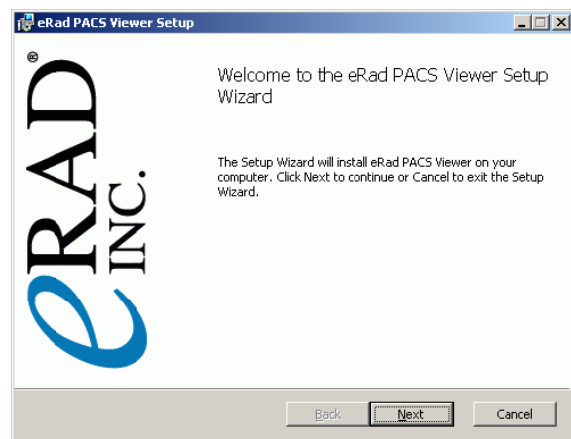 eRad PACS Viewer Setup
eRAD®
INC.
Welcome to the eRad PACS Viewer Setup
Wizard
The Setup Wizard will install eRad PACS Viewer on your
computer. Click Next to continue or Cancel to exit the Setup
Wizard.
Back
Next
Cancel